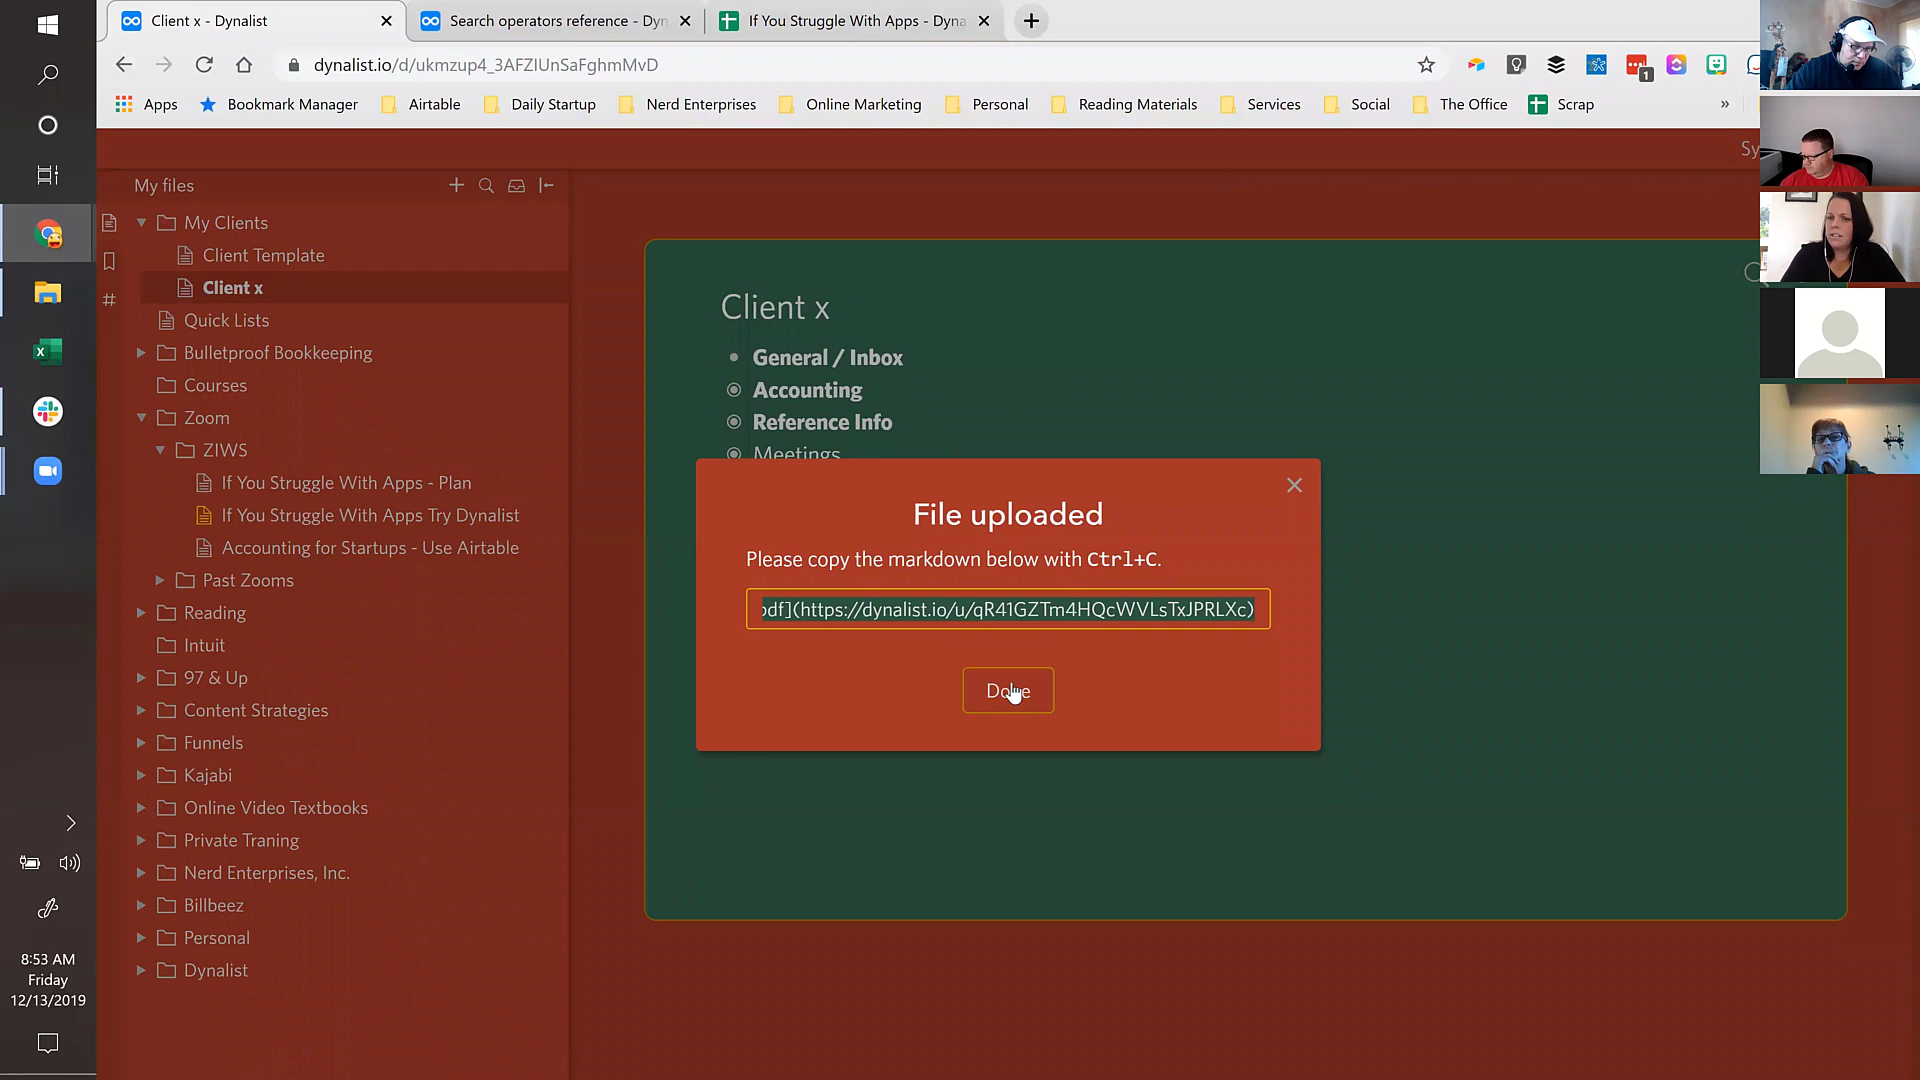 Client x - Dynalist
Search operators reference - Dyn
If You Struggle With Apps - Dyna
dynalist.io/d/ukmzup4_3AFZlUnSaFghmMvD
1
Apps
Bookmark Manager
Airtable
Daily Startup
Nerd Enterprises
Online Marketing
Personal
Reading Materials
Services
Social
The Office
Scrap
»
Sy
My files
My Clients
Client Template
Client x
Quick Lists
Bulletproof Bookkeeping
Courses
Zoom
ZIWS
If You Struggle With Apps - Plan
If You Struggle With Apps Try Dynalist
Accounting for Startups - Use Airtable
Past Zooms
Reading
Intuit
97 & Up
Content Strategies
Funnels
Kajabi
Online Video Textbooks
Private Traning
Nerd Enterprises, Inc.
Billbeez
Personal
Dynalist
Client x
General / Inbox
Accounting
Reference Info
Meetings
File uploaded
Please copy the markdown below with Ctrl+C.
pdf](https://dynalist.io/u/qR41GZTm4HQcWVLsTxJPRLXc)
Done
8:53 AM
Friday
12/13/2019